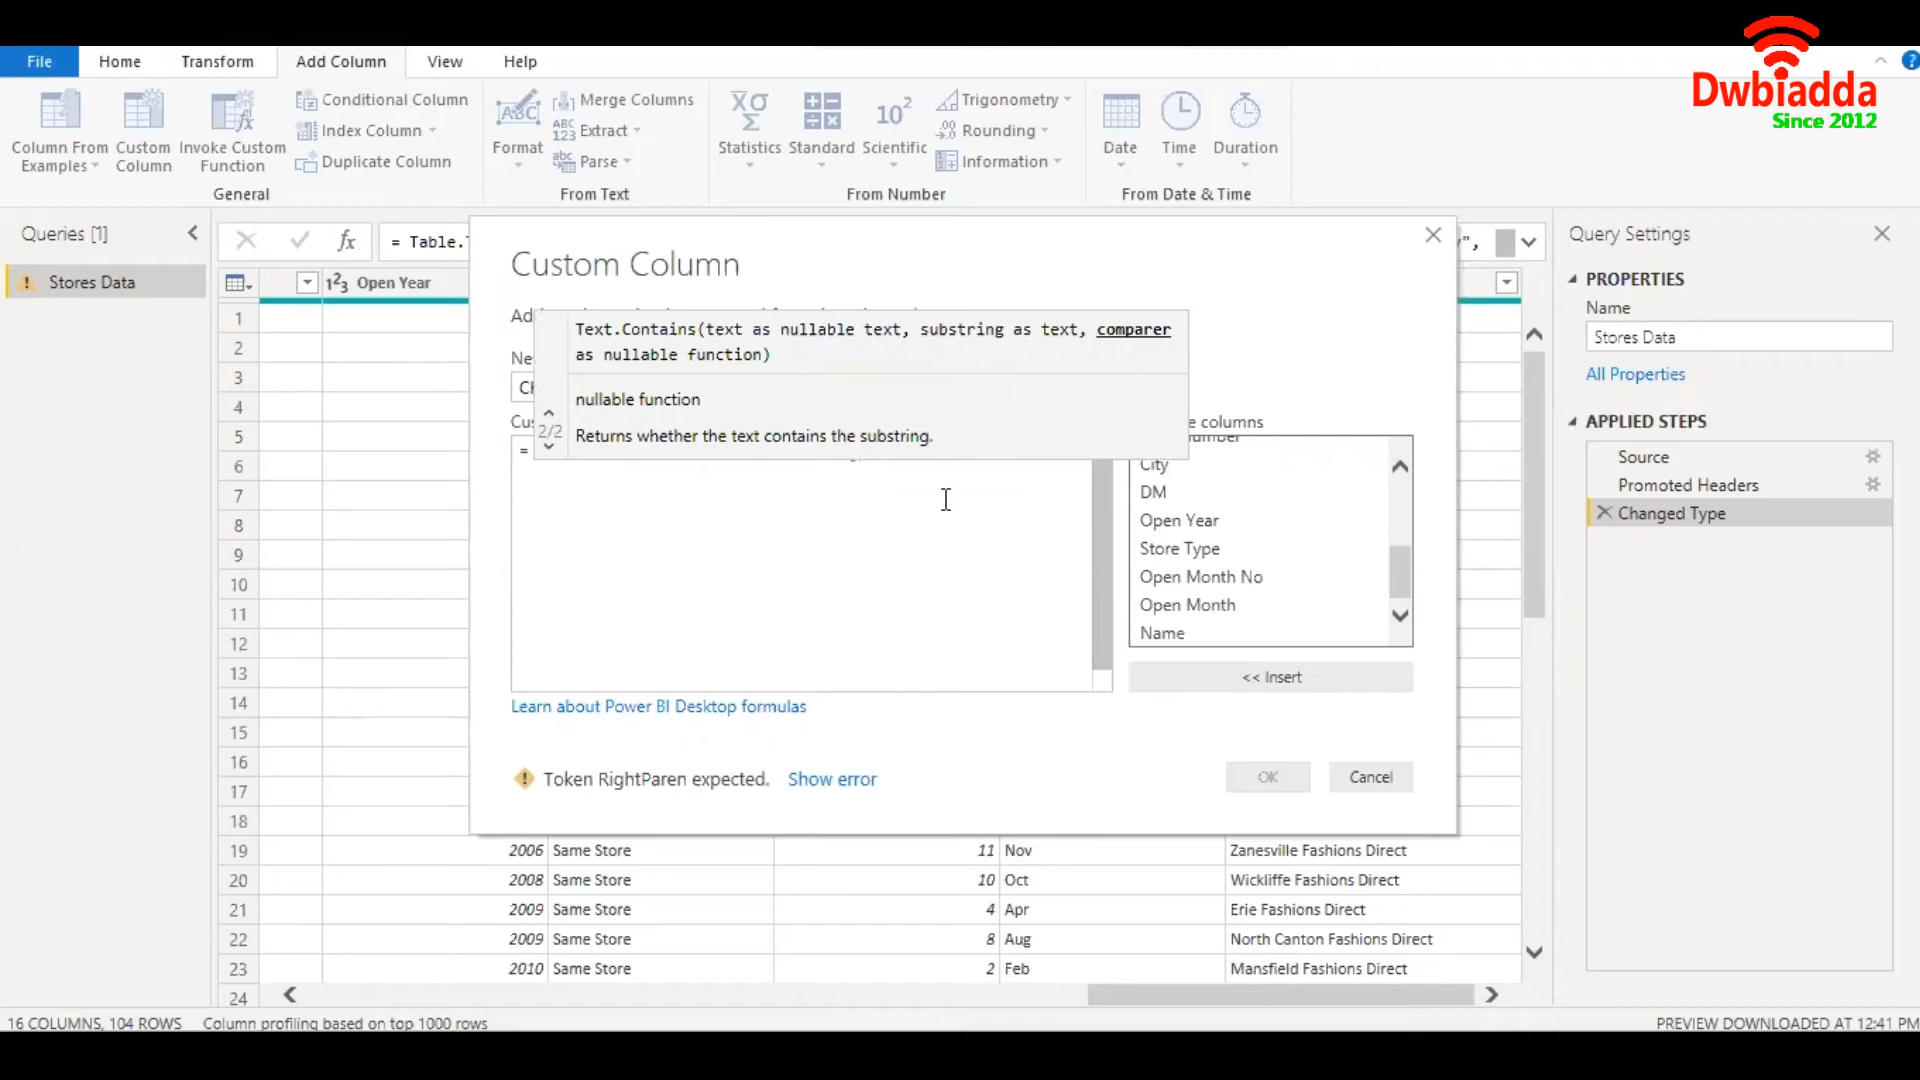 Dwbiadda
Since 2012
File
Home
Transform
Add Column
View
Help
Column From
Examples
Custom
Column
Invoke Custom
Function
Conditional Column
Index Column
Duplicate Column
General
Format
Merge Columns
Extract
Parse
From Text
Statistics
Standard
Scientific
Trigonometry
Rounding
Information
From Number
Date
Time
Duration
From Date & Time
Queries [1]
Stores Data
= Table.
Open Year
1
2
3
4
5
6
7
8
9
10
11
12
13
14
15
16
17
18
19
20
21
22
23
24
Custom Column
Text.Contains(text as nullable text, substring as text, comparer
as nullable function)
nullable function
2/2
Returns whether the text contains the substring.
e columns
=
City
DM
Open Year
Store Type
Open Month No
Open Month
Name
<< Insert
Learn about Power BI Desktop formulas
Token RightParen expected.
Show error
OK
Cancel
2006 Same Store 11 Nov Zanesville Fashions Direct
2008 Same Store 10 Oct Wickliffe Fashions Direct
2009 Same Store 4 Apr Erie Fashions Direct
2009 Same Store 8 Aug North Canton Fashions Direct
2010 Same Store 2 Feb Mansfield Fashions Direct
Query Settings
PROPERTIES
Name
Stores Data
All Properties
APPLIED STEPS
Source
Promoted Headers
Changed Type
16 COLUMNS, 104 ROWS
Column profiling based on top 1000 rows
PREVIEW DOWNLOADED AT 12:41 PM